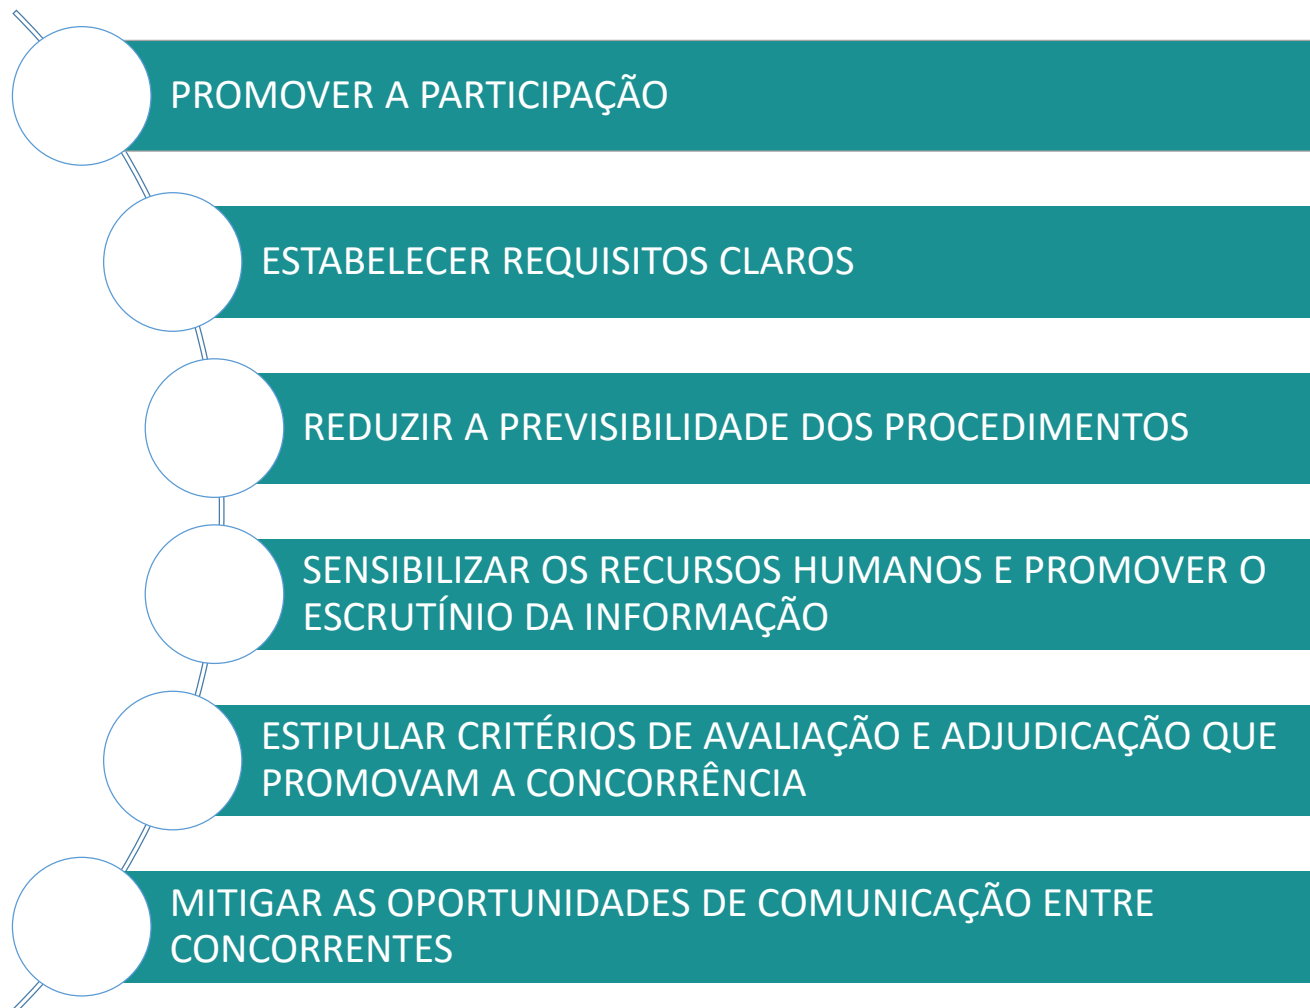 PROMOVER A PARTICIPAÇÃO
ESTABELECER REQUISITOS CLAROS
REDUZIR A PREVISIBILIDADE DOS PROCEDIMENTOS
SENSIBILIZAR OS RECURSOS HUMANOS E PROMOVER O
ESCRUTÍNIO DA INFORMAÇÃO
ESTIPULAR CRITÉRIOS DE AVALIAÇÃO E ADJUDICAÇÃO QUE
PROMOVAM A CONCORRÊNCIA
MITIGAR AS OPORTUNIDADES DE COMUNICAÇÃO ENTRE
CONCORRENTES